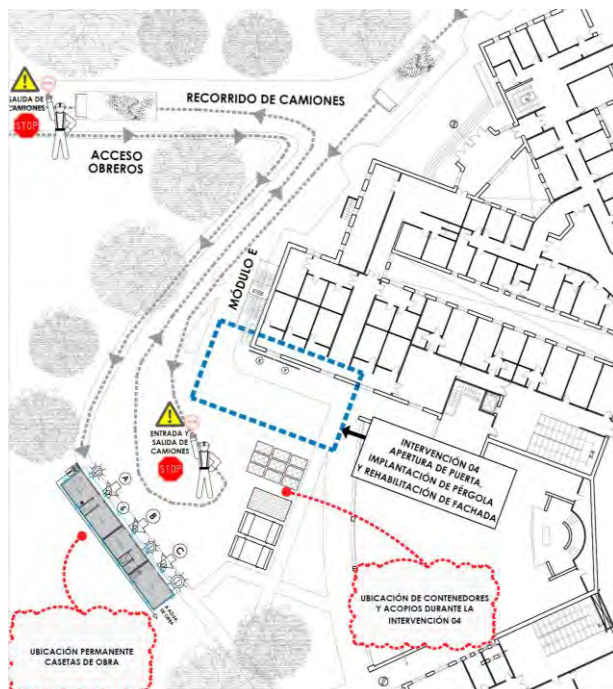 SALIDA DE
CAMIONES
STOP
RECORRIDO DE CAMIONES
ACCESO
OBREROS
MÓDULO E
ENTRADA Y
SALIDA DE
CAMIONES
STOP
INTERVENCIÓN 04
APERTURA DE PUERTA.
IMPLANTACIÓN DE PÉRGOLA
Y REHABILITACIÓN DE FACHADA
A
B
C
UBICACIÓN DE CONTENEDORES
Y ACOPIOS DURANTE LA
INTERVENCIÓN 04
UBICACIÓN PERMANENTE
CASETAS DE OBRA